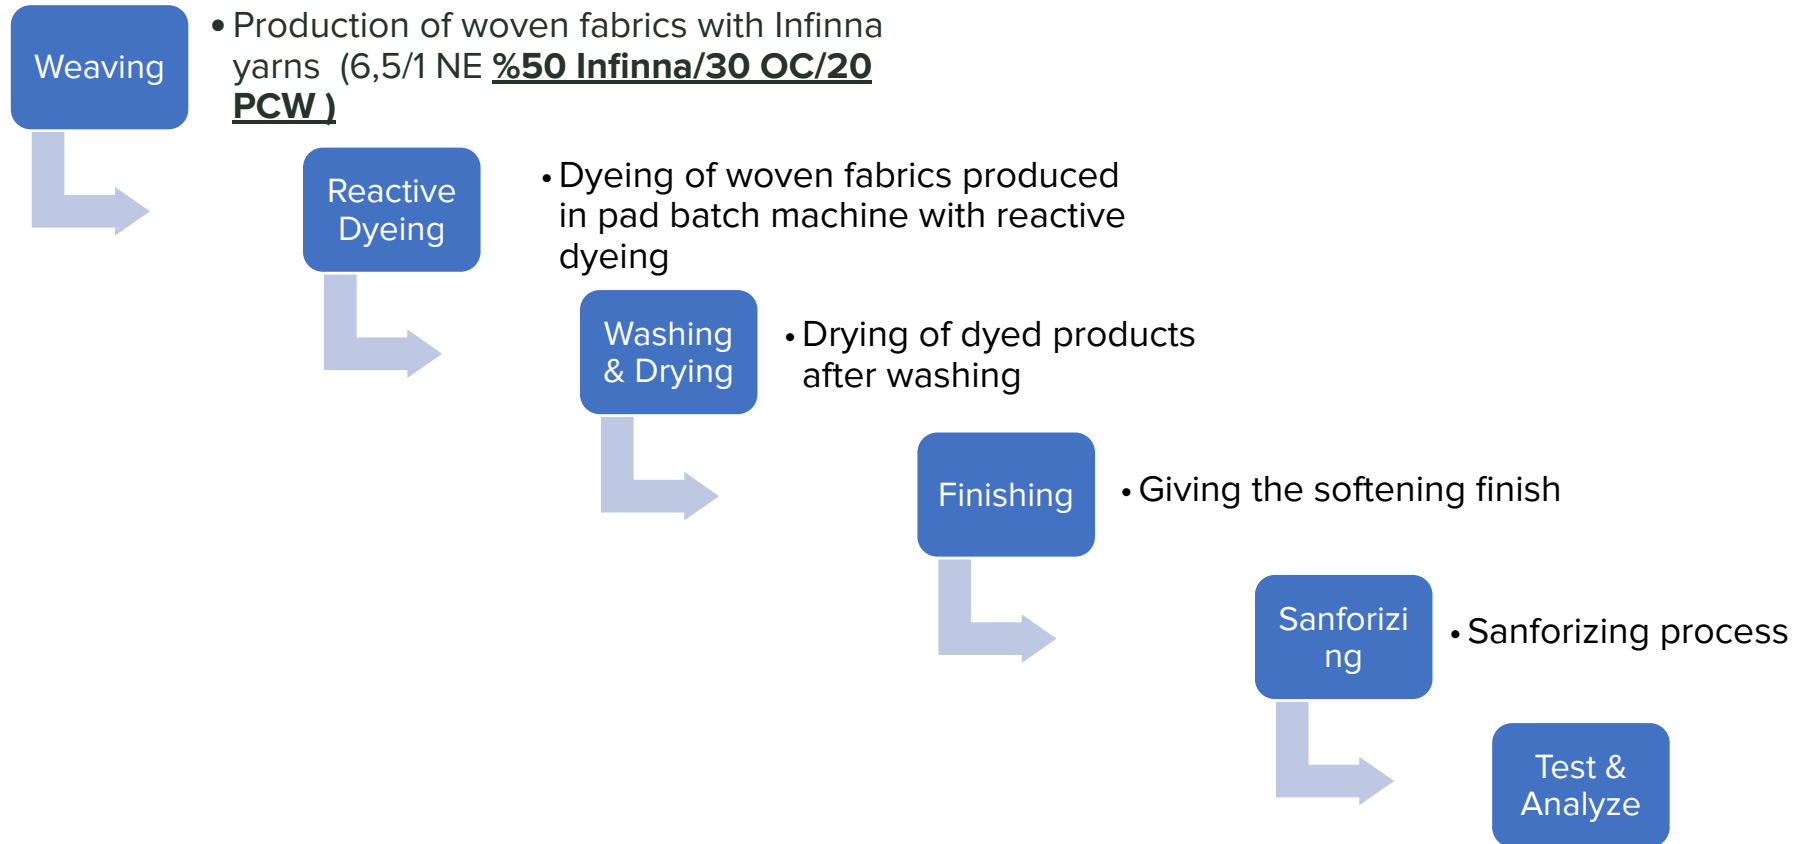 Weaving
• Production of woven fabrics with Infinna
yarns (6,5/1 NE %50 Infinna/30 OC/20
PCW )
Reactive
Dyeing
• Dyeing of woven fabrics produced
in pad batch machine with reactive
dyeing
Washing
& Drying
• Drying of dyed products
after washing
Finishing
• Giving the softening finish
Sanforizi
ng
• Sanforizing process
Test &
Analyze